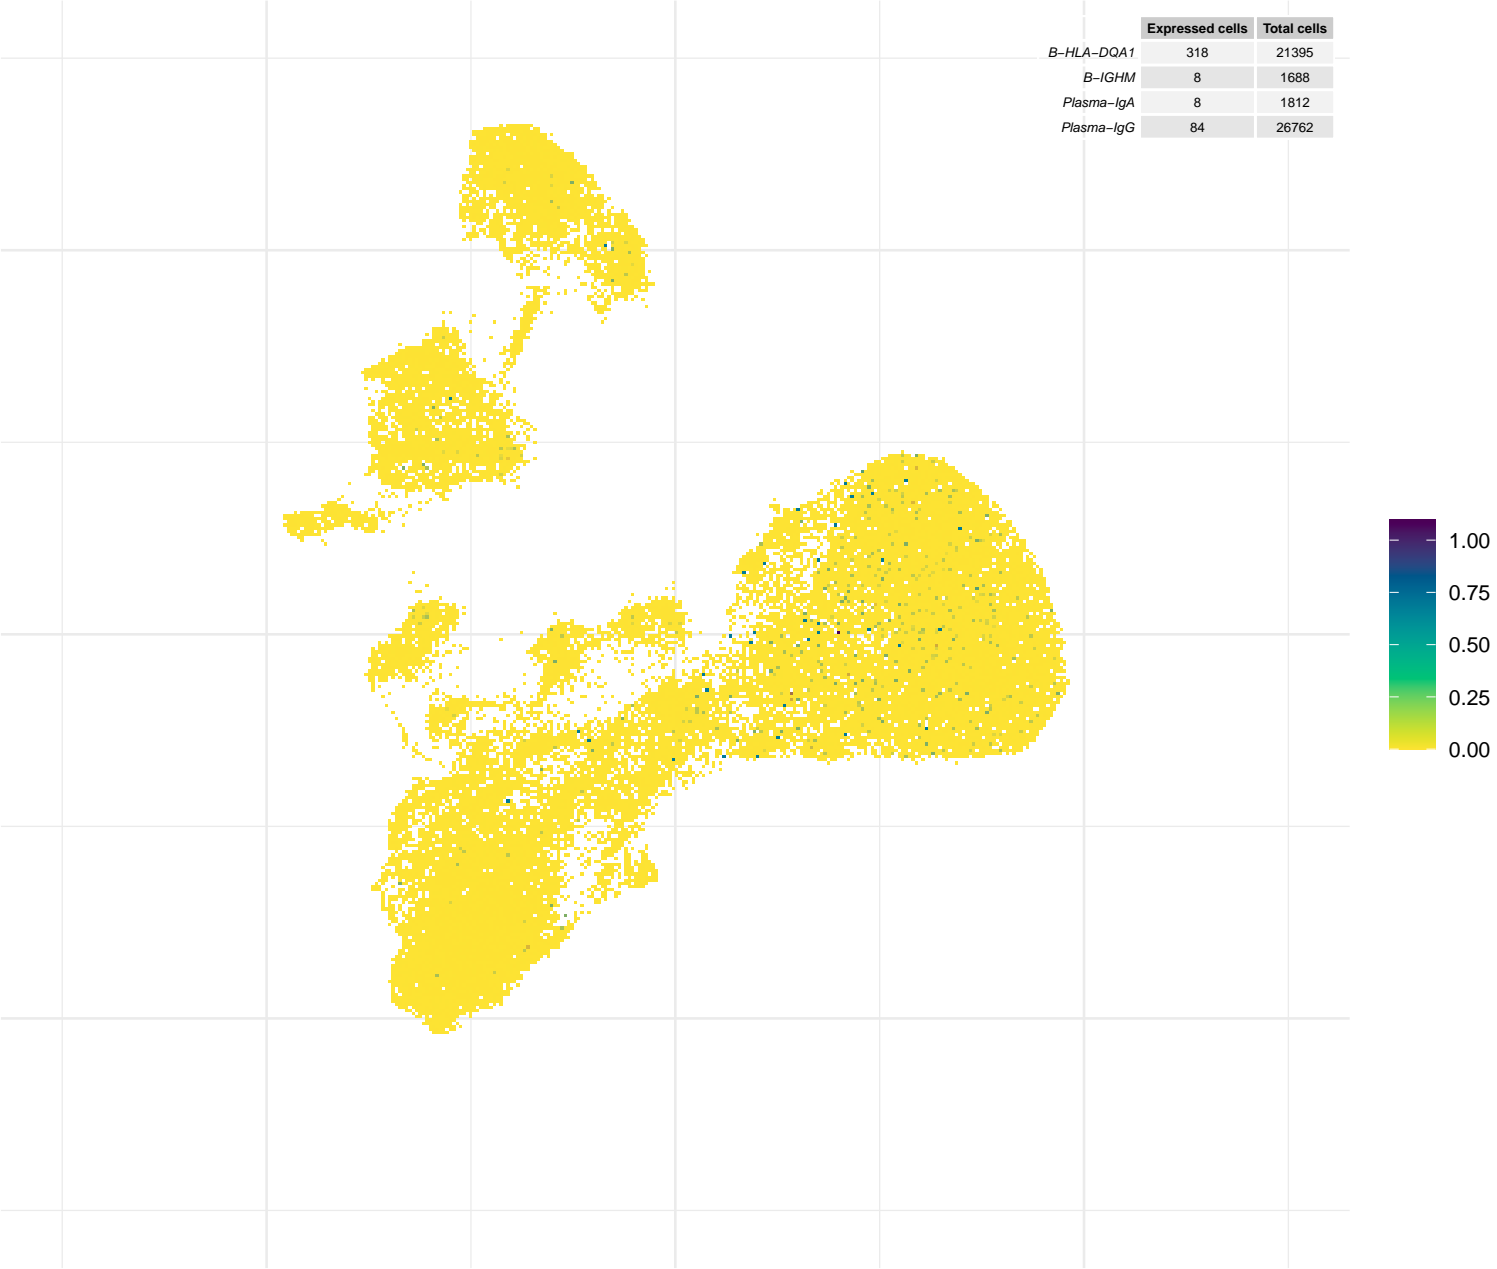 Expressed cells Total cells
B−HLA−DQA1 318 21395
B−IGHM 8 1688
Plasma−IgA 8 1812
Plasma−IgG 84 26762
1.00
0.75
0.50
0.25
0.00